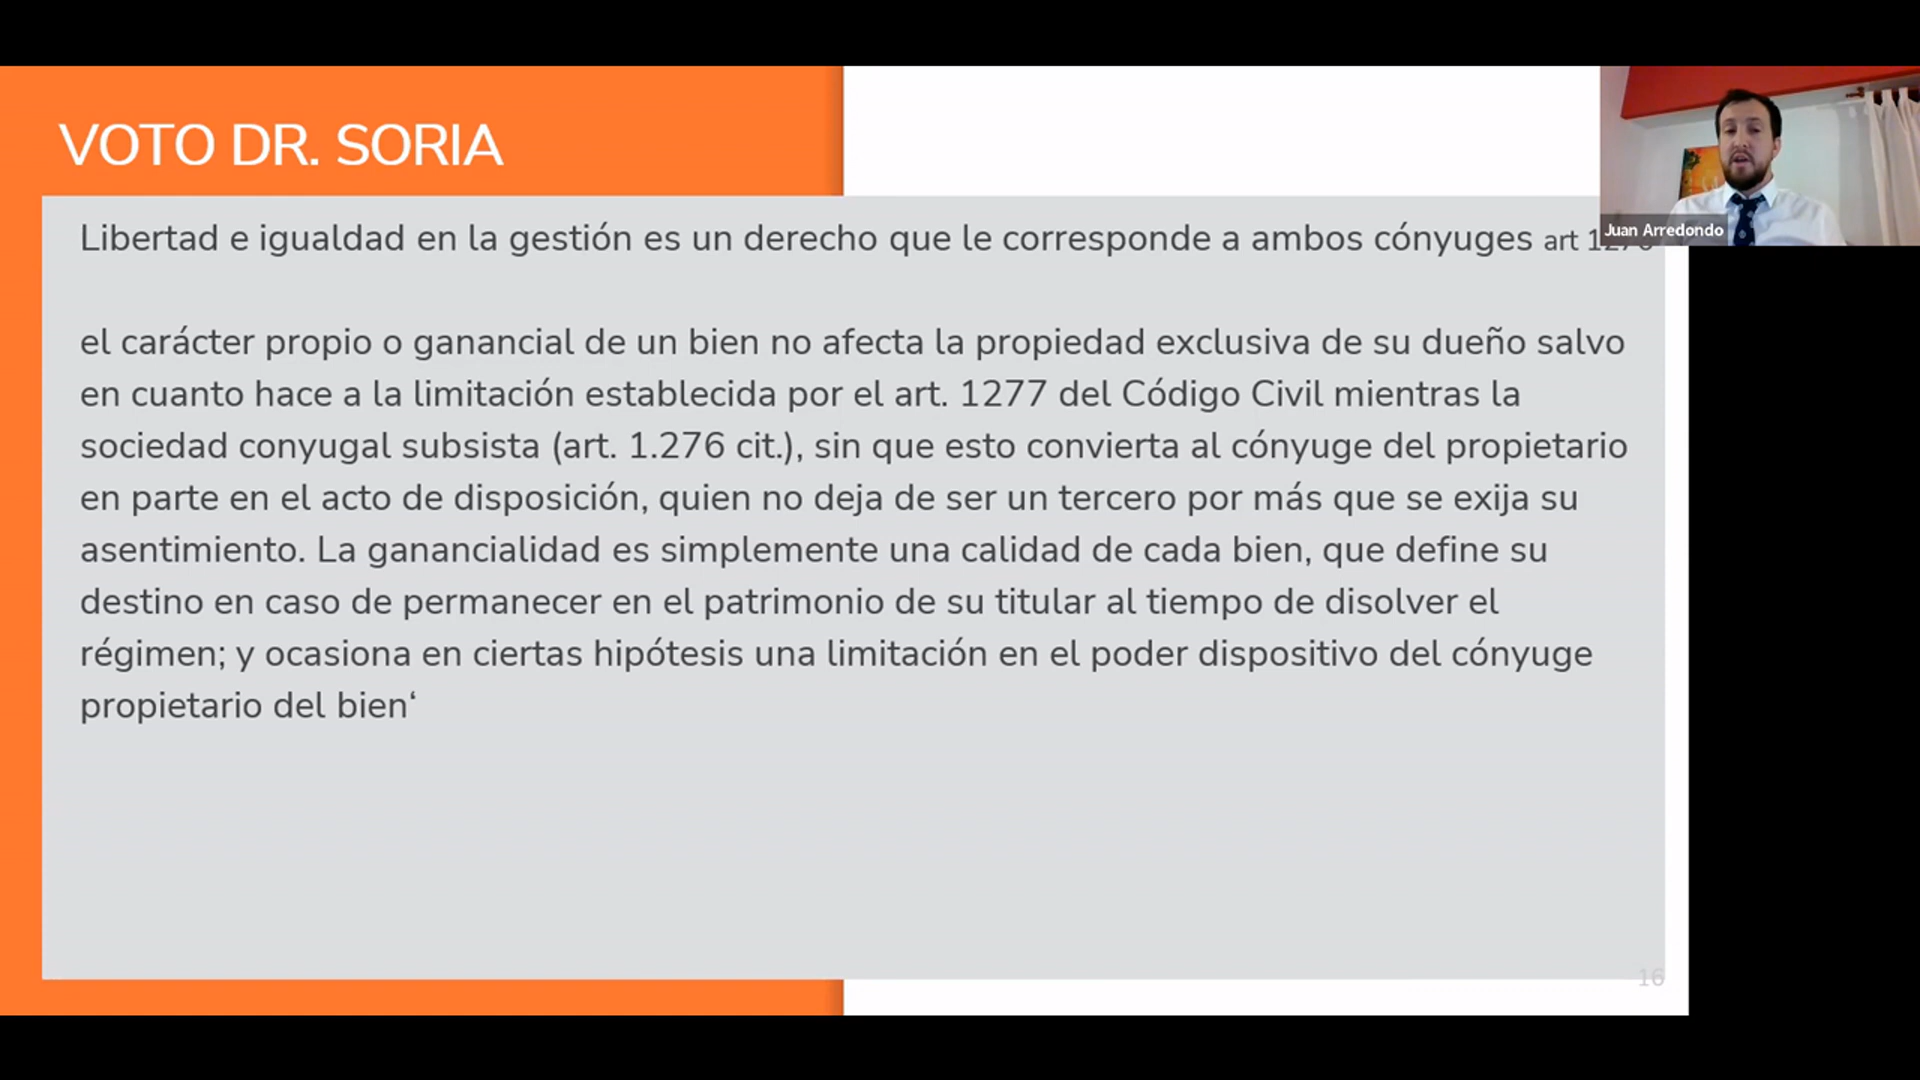 VOTO DR. SORIA
Libertad e igualdad en la gestión es un derecho que le corresponde a ambos cónyuges art
Juan Arredondo
el carácter propio o ganancial de un bien no afecta la propiedad exclusiva de su dueño salvo
en cuanto hace a la limitación establecida por el art. 1277 del Código Civil mientras la
sociedad conyugal subsista (art. 1.276 cit.), sin que esto convierta al cónyuge del propietario
en parte en el acto de disposición, quien no deja de ser un tercero por más que se exija su
asentimiento. La ganancialidad es simplemente una calidad de cada bien, que define su
destino en caso de permanecer en el patrimonio de su titular al tiempo de disolver el
régimen; y ocasiona en ciertas hipótesis una limitación en el poder dispositivo del cónyuge
propietario del bien‘
16